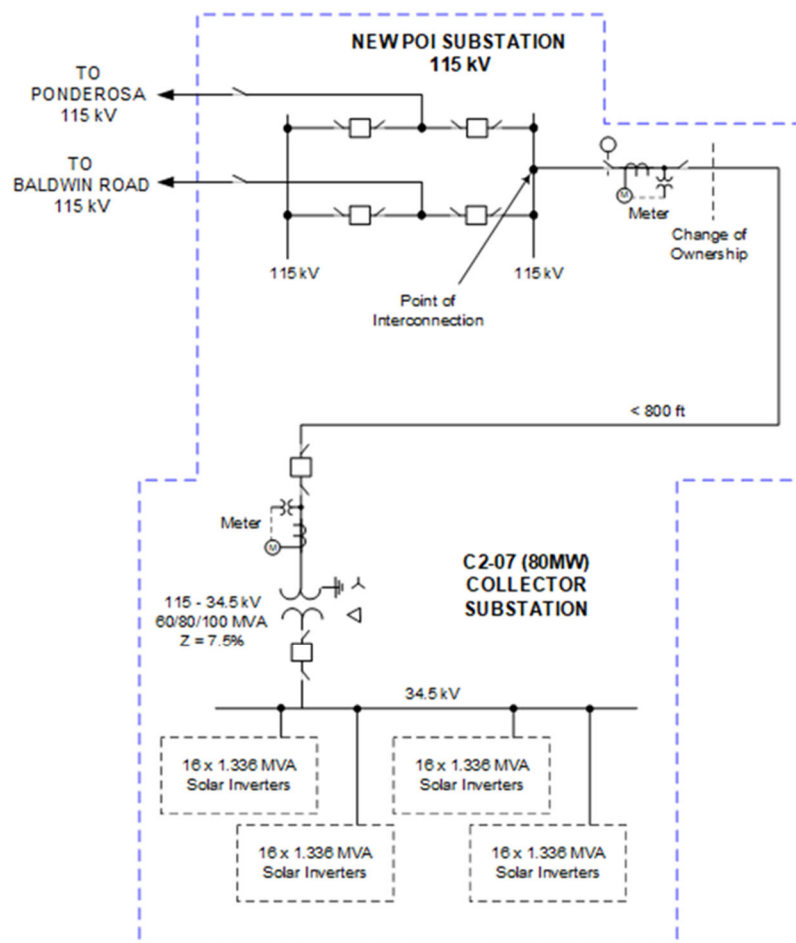 NEW POI SUBSTATION
115 kV
TO
PONDEROSA
115 kV
TO
BALDWIN ROAD
115 kV
M
Meter
Change of
Ownership
115 kV
115 kV
Point of
Interconnection
< 800 ft
Meter
M
C2-07 (80MW)
COLLECTOR
SUBSTATION
115 - 34.5 kV
60/80/100 MVA
Z = 7.5%
34.5 kV
16 x 1.336 MVA
Solar Inverters
16 x 1.336 MVA
Solar Inverters
16 x 1.336 MVA
Solar Inverters
16 x 1.336 MVA
Solar Inverters